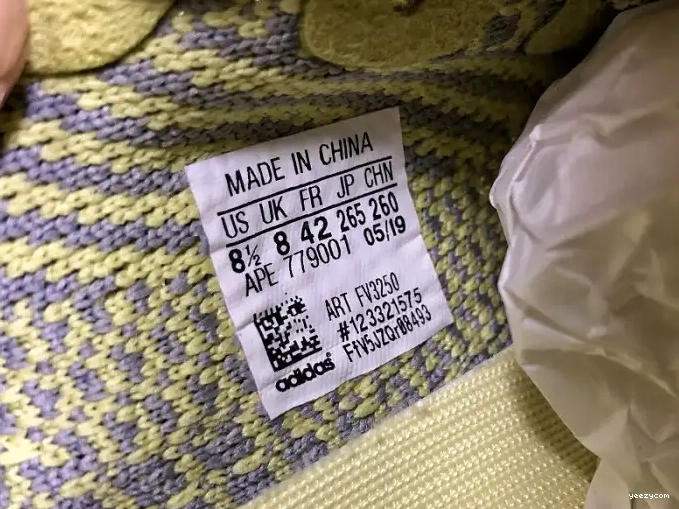 MADE IN CHINA
US UK FR JP CHN
8½ 8 42 265 260
APE 779001 05/19
ART FV3250
#123321575
FfV5JZQr08493
adidas
yeezycom